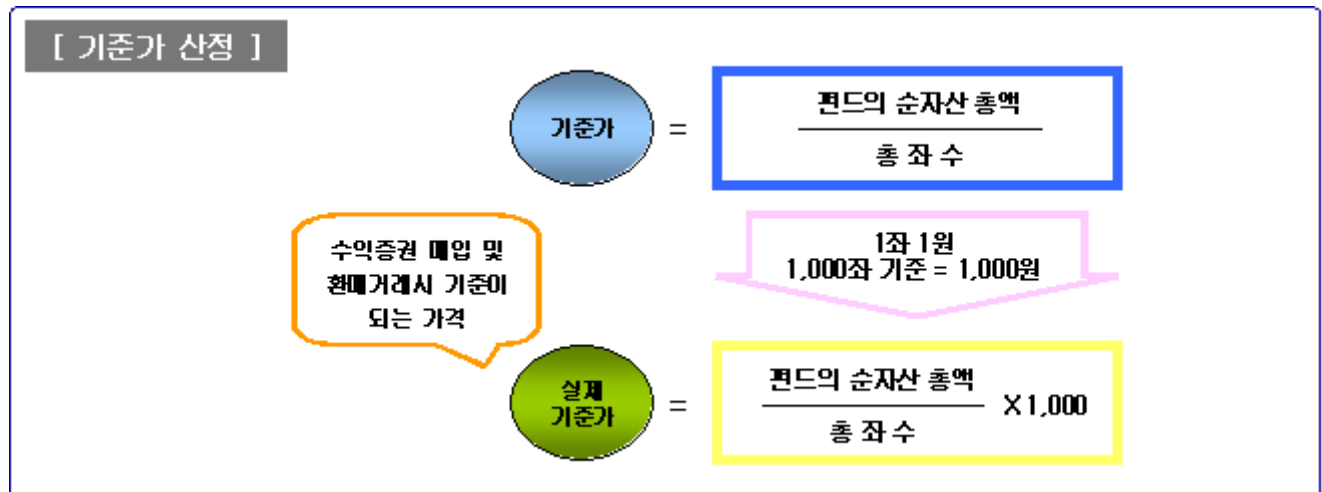 [ 기준가 산정 ]
기준가 =
펀드의 순자산 총액
총 좌 수
수익증권 매입 및
환매거래시 기준이
되는 가격
1좌 1원
1,000좌 기준 = 1,000원
실제
기준가 =
펀드의 순자산 총액
총 좌 수
X 1,000